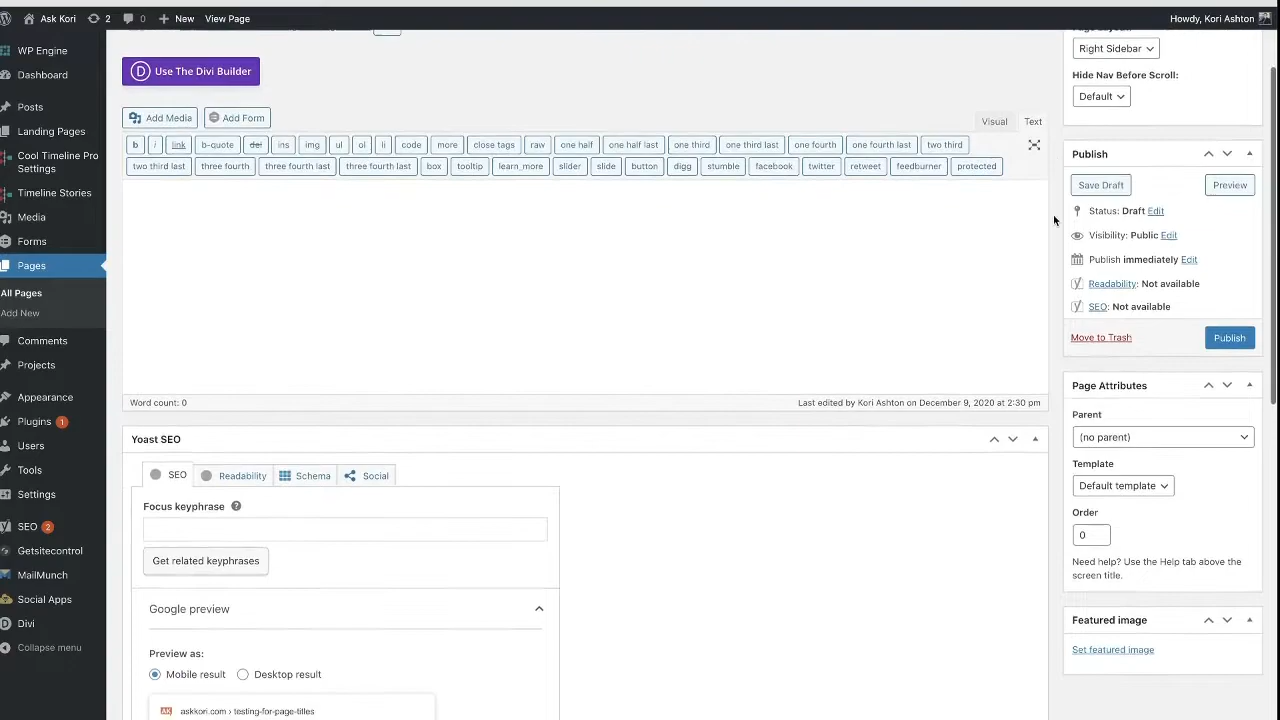 Ask Kori 2 0 New View Page Howdy, Kori Ashton
WP Engine
Dashboard
Posts
Landing Pages
Cool Timeline Pro
Settings
Timeline Stories
Media
Forms
Pages
All Pages
Add New
Comments
Projects
Appearance
Plugins 1
Users
Tools
Settings
SEO 2
Getsitecontrol
MailMunch
Social Apps
Divi
Collapse menu
D Use The Divi Builder
Add Media Add Form
Visual Text
b i link b-quote del ins img ul ol li code more close tags raw one half one half last one third one third last one fourth one fourth last two third
two third last three fourth three fourth last three fourth last box tooltip learn_more slider slide button digg stumble facebook twitter retweet feedburner protected
Word count: 0 Last edited by Kori Ashton on December 9, 2020 at 2:30 pm
Yoast SEO
SEO Readability Schema Social
Focus keyphrase ?
Get related keyphrases
Google preview
Preview as:
Mobile result Desktop result
AK askkori.com › testing-for-page-titles
Right Sidebar
Hide Nav Before Scroll:
Default
Publish
Save Draft Preview
Status: Draft Edit
Visibility: Public Edit
Publish immediately Edit
Readability: Not available
SEO: Not available
Move to Trash Publish
Page Attributes
Parent
(no parent)
Template
Default template
Order
0
Need help? Use the Help tab above the
screen title.
Featured image
Set featured image